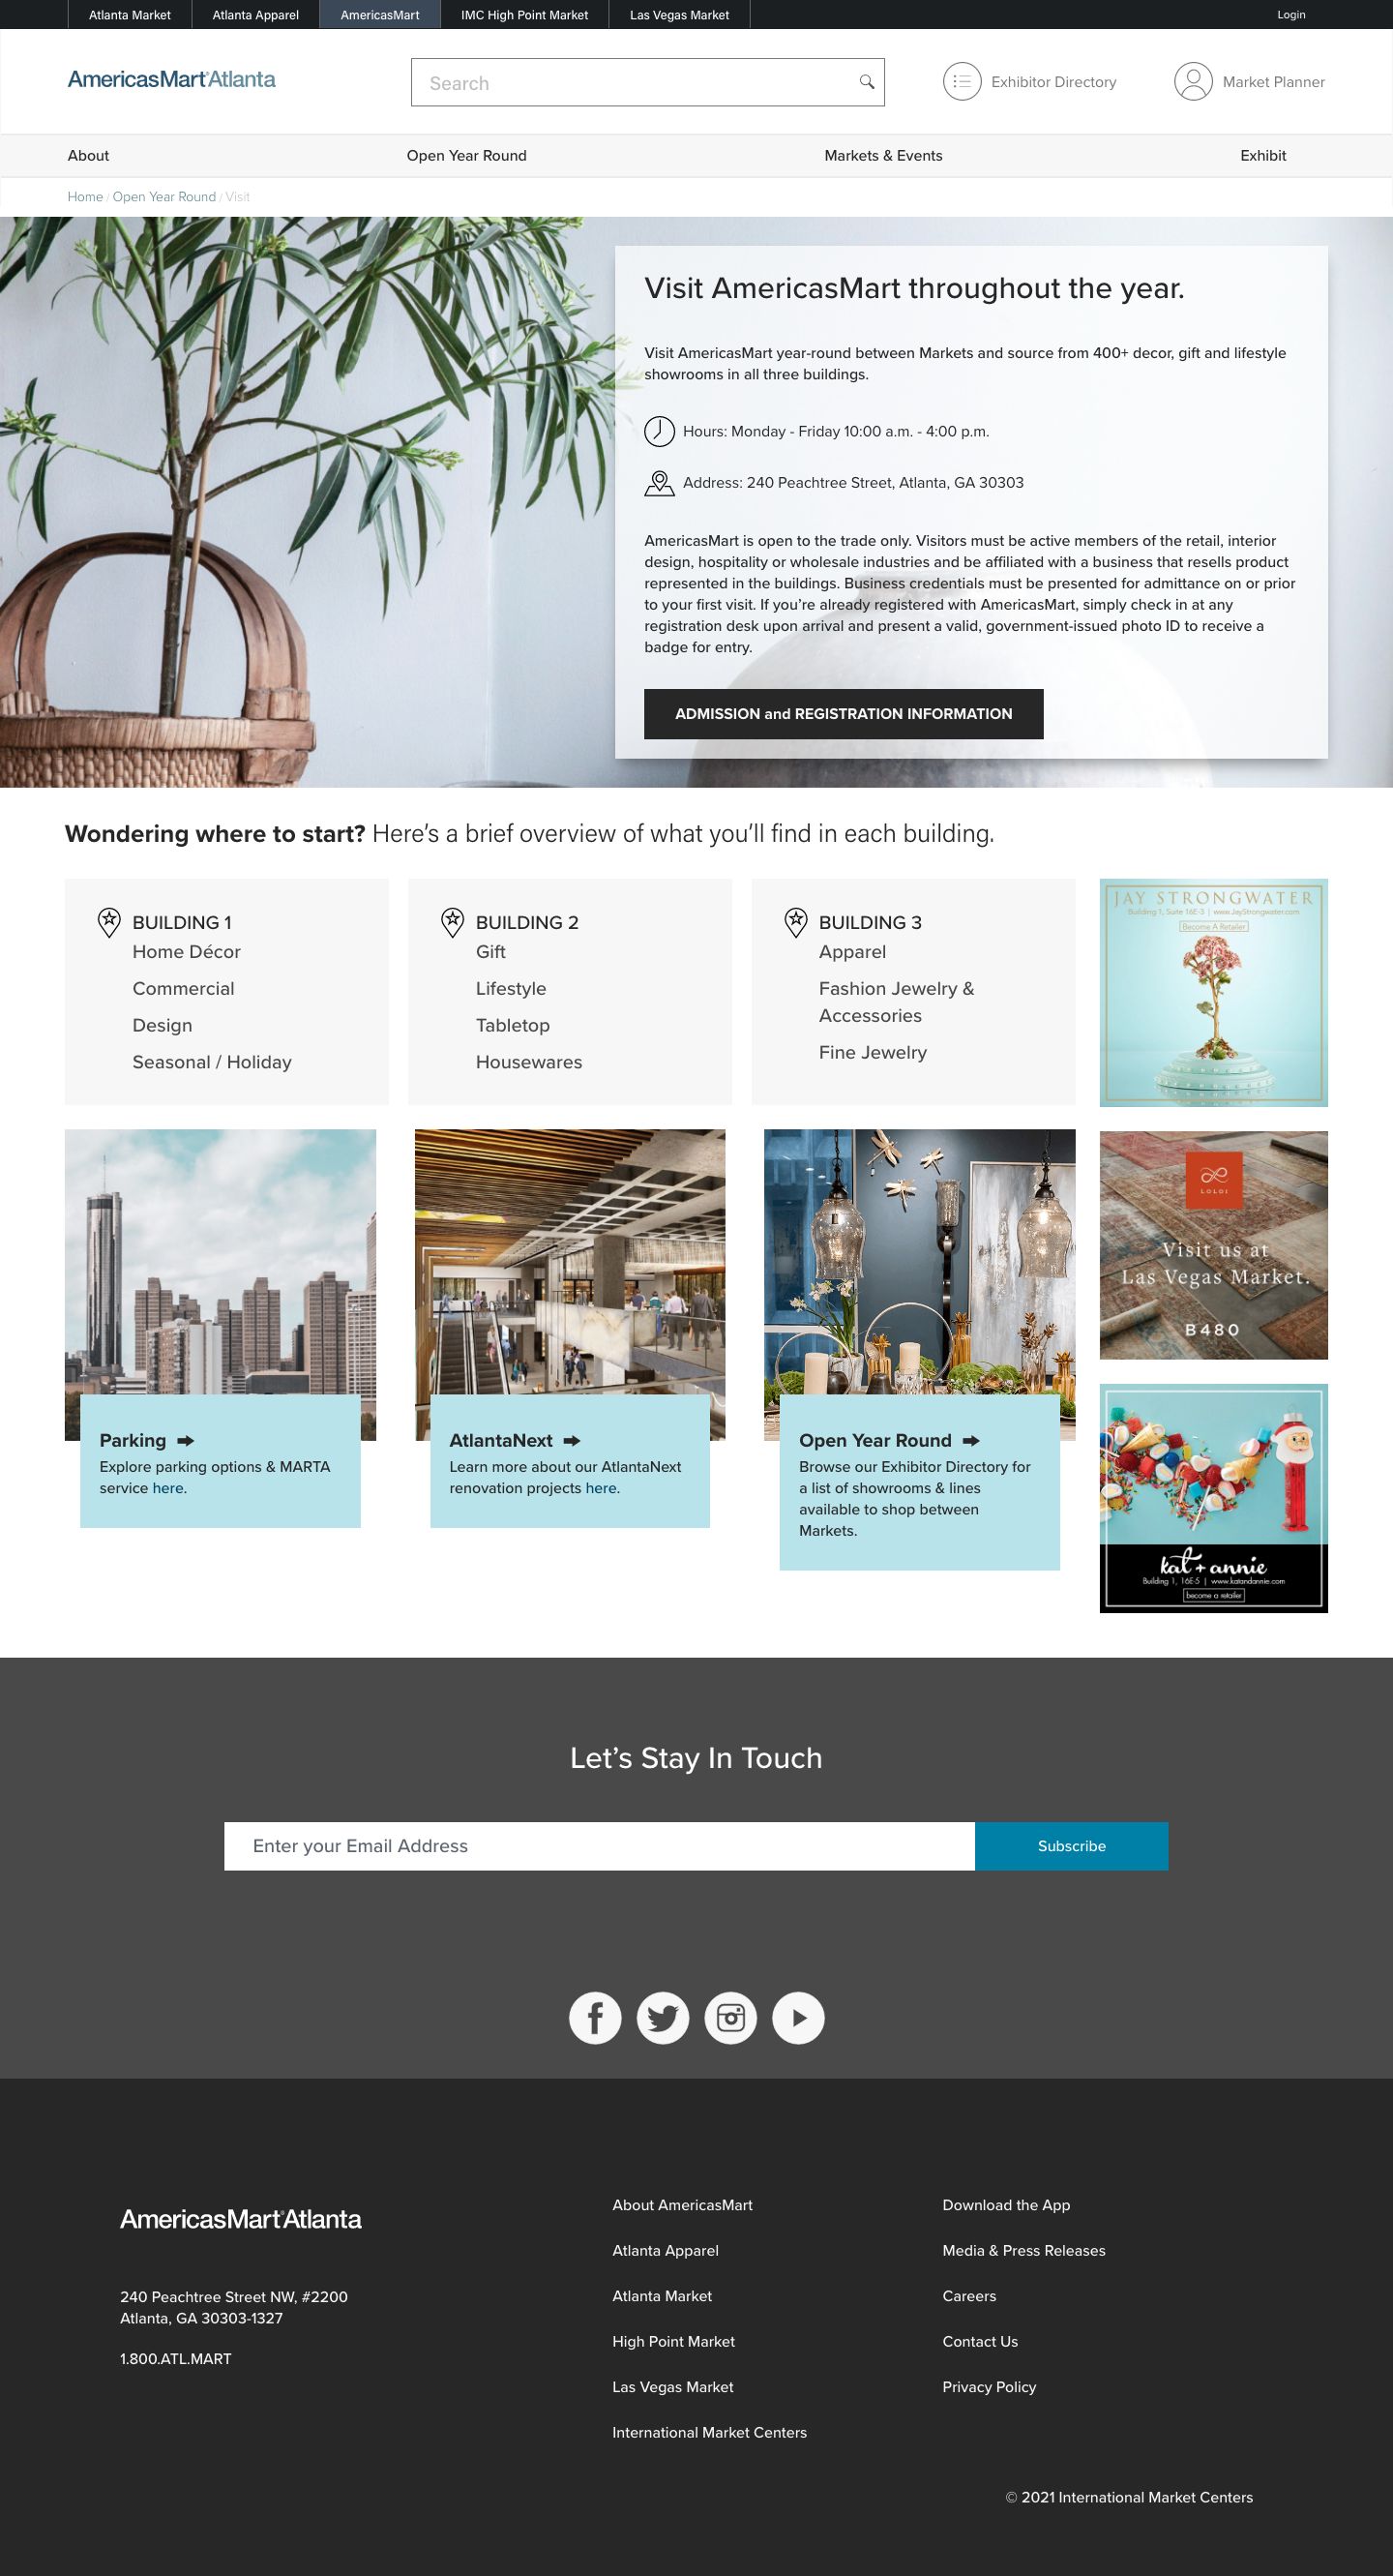 Atlanta Market
Atlanta Apparel
AmericasMart
IMC High Point Market
Las Vegas Market
Login
AmericasMart®Atlanta
Search
Exhibitor Directory
Market Planner
About
Open Year Round
Markets & Events
Exhibit
Home / Open Year Round / Visit
Visit AmericasMart throughout the year.
Visit AmericasMart year-round between Markets and source from 400+ decor, gift and lifestyle
showrooms in all three buildings.
Hours: Monday - Friday 10:00 a.m. - 4:00 p.m.
Address: 240 Peachtree Street, Atlanta, GA 30303
AmericasMart is open to the trade only. Visitors must be active members of the retail, interior
design, hospitality or wholesale industries and be affiliated with a business that resells product
represented in the buildings. Business credentials must be presented for admittance on or prior
to your first visit. If you’re already registered with AmericasMart, simply check in at any
registration desk upon arrival and present a valid, government-issued photo ID to receive a
badge for entry.
ADMISSION and REGISTRATION INFORMATION
Wondering where to start? Here’s a brief overview of what you’ll find in each building.
BUILDING 1
Home Décor
Commercial
Design
Seasonal / Holiday
BUILDING 2
Gift
Lifestyle
Tabletop
Housewares
BUILDING 3
Apparel
Fashion Jewelry &
Accessories
Fine Jewelry
JAY STRONGWATER
Building 1, Suite 16E-3 | www.JayStrongwater.com
Become A Retailer
LOLOI
Visit us at
Las Vegas Market.
B480
Parking
Explore parking options & MARTA
service here.
AtlantaNext
Learn more about our AtlantaNext
renovation projects here.
Open Year Round
Browse our Exhibitor Directory for
a list of showrooms & lines
available to shop between
Markets.
kat + annie
Building 1, 16E-5 | www.katandannie.com
become a retailer
Let’s Stay In Touch
Enter your Email Address
Subscribe
AmericasMart®Atlanta
240 Peachtree Street NW, #2200
Atlanta, GA 30303-1327
1.800.ATL.MART
About AmericasMart
Atlanta Apparel
Atlanta Market
High Point Market
Las Vegas Market
International Market Centers
Download the App
Media & Press Releases
Careers
Contact Us
Privacy Policy
© 2021 International Market Centers